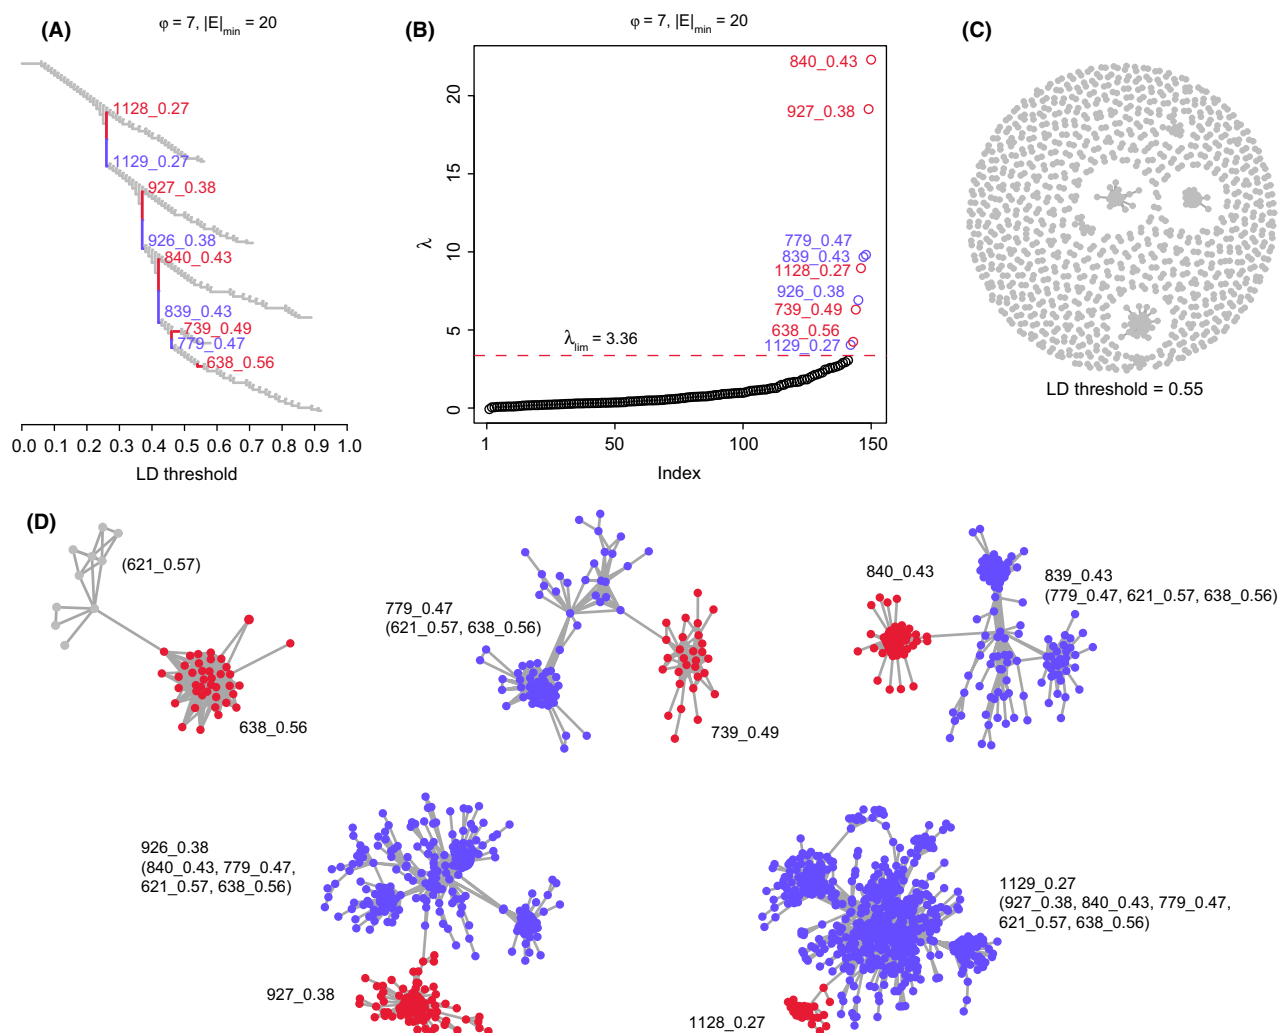 (A)
φ = 7, |E|min = 20
1128_0.27
1129_0.27
927_0.38
926_0.38
840_0.43
839_0.43
739_0.49
779_0.47
638_0.56
0.0 0.1 0.2 0.3 0.4 0.5 0.6 0.7 0.8 0.9 1.0
LD threshold
(B)
φ = 7, |E|min = 20
840_0.43
927_0.38
779_0.47
839_0.43
1128_0.27
926_0.38
739_0.49
638_0.56
1129_0.27
λlim = 3.36
λ
20
15
10
5
0
1 50 100 150
Index
(C)
LD threshold = 0.55
(D)
(621_0.57)
638_0.56
779_0.47
(621_0.57, 638_0.56)
739_0.49
840_0.43
839_0.43
(779_0.47, 621_0.57, 638_0.56)
926_0.38
(840_0.43, 779_0.47,
621_0.57, 638_0.56)
927_0.38
1129_0.27
(927_0.38, 840_0.43, 779_0.47,
621_0.57, 638_0.56)
1128_0.27